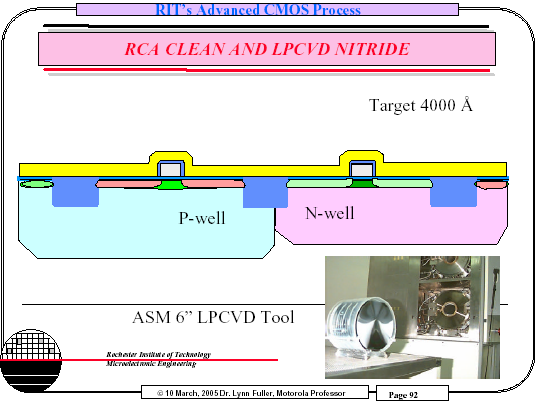 RIT's Advanced CMOS Process
RCA CLEAN AND LPCVD NITRIDE
Target 4000 Å
P-well
N-well
ASM 6” LPCVD Tool
Rochester Institute of Technology
Microelectronic Engineering
© 10 March, 2005 Dr. Lynn Fuller, Motorola Professor
Page 92